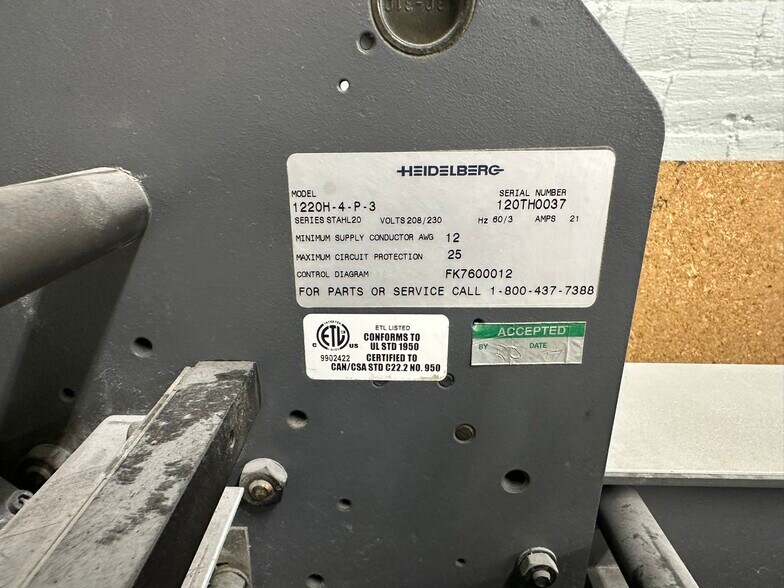 HEIDELBERG
MODEL SERIAL NUMBER
1220H-4-P-3 120TH0037
SERIES STAHL20 VOLTS 208/230 Hz 60/3 AMPS 21
MINIMUM SUPPLY CONDUCTOR AWG 12
MAXIMUM CIRCUIT PROTECTION 25
CONTROL DIAGRAM FK7600012
FOR PARTS OR SERVICE CALL 1-800-437-7388
ETL LISTED
CONFORMS TO
UL STD 1950
C ETL US
9902422
CERTIFIED TO
CAN/CSA STD C22.2 NO. 950
ACCEPTED
BY DATE